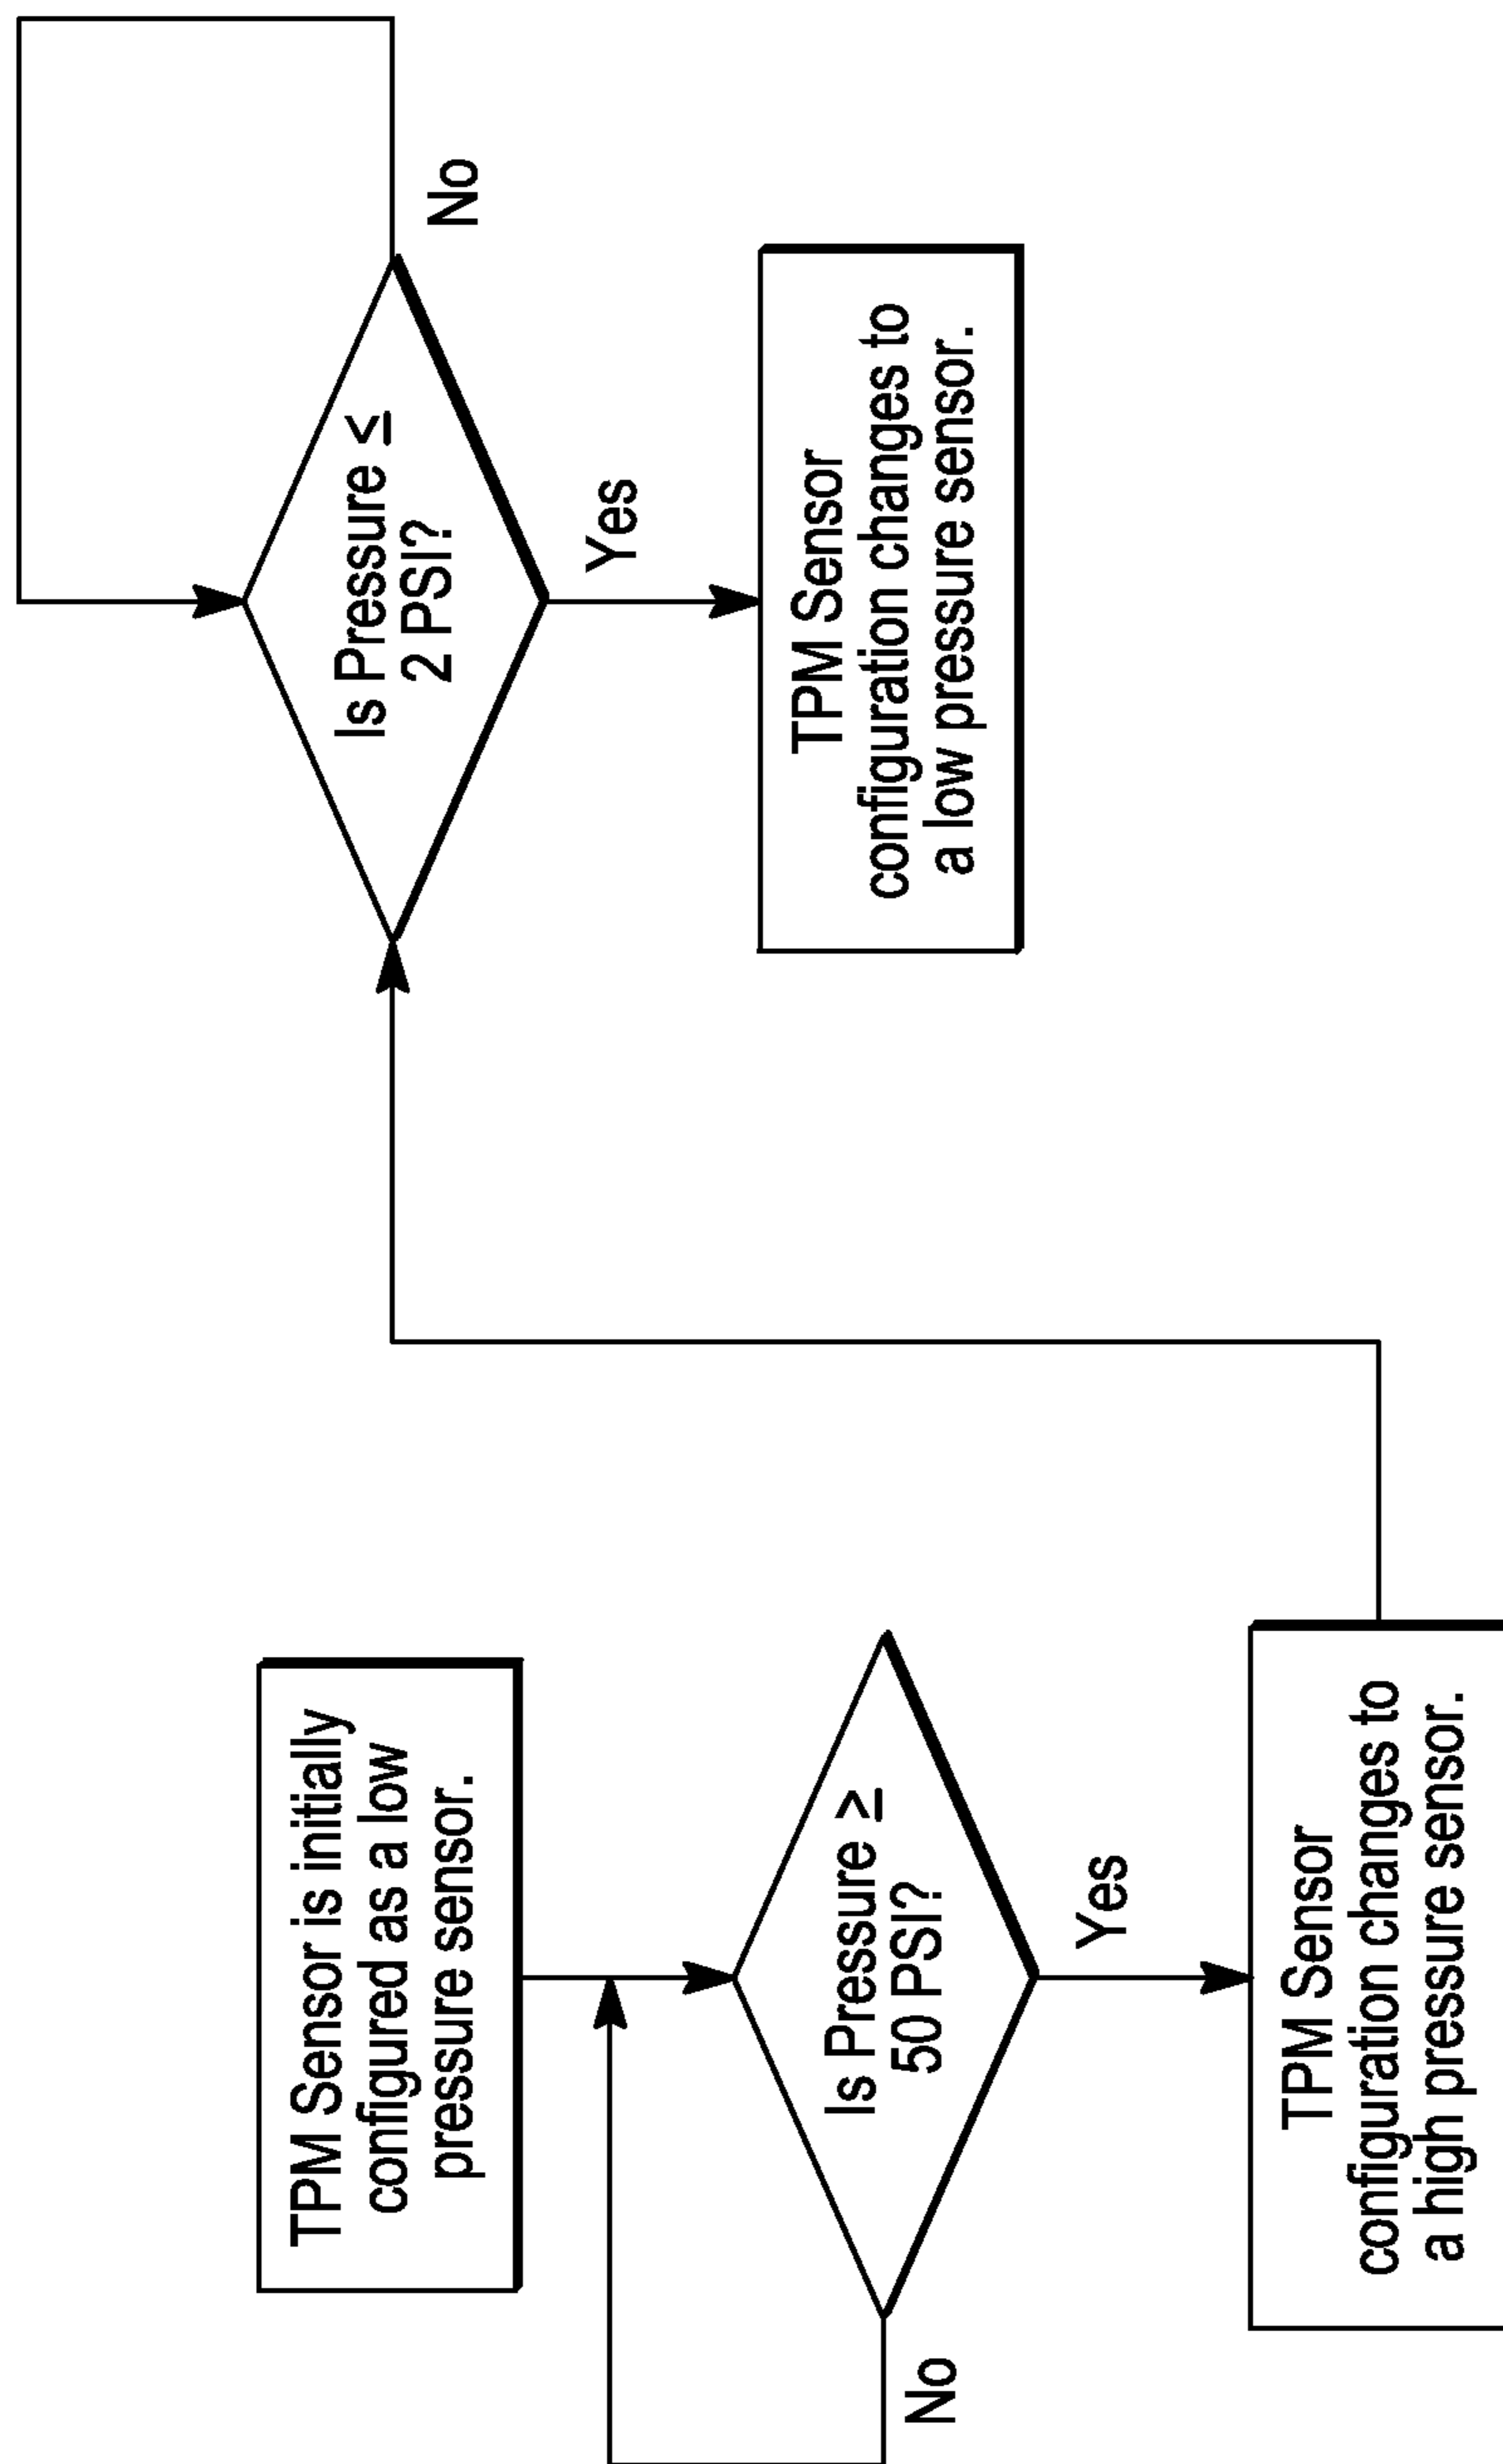 TPM Sensor is initially
configured as a low
pressure sensor.
Is Pressure ≥
50 PSI?
No
Yes
TPM Sensor
configuration changes to
a high pressure sensor.
Is Pressure ≤
2 PSI?
No
Yes
TPM Sensor
configuration changes to
a low pressure sensor.